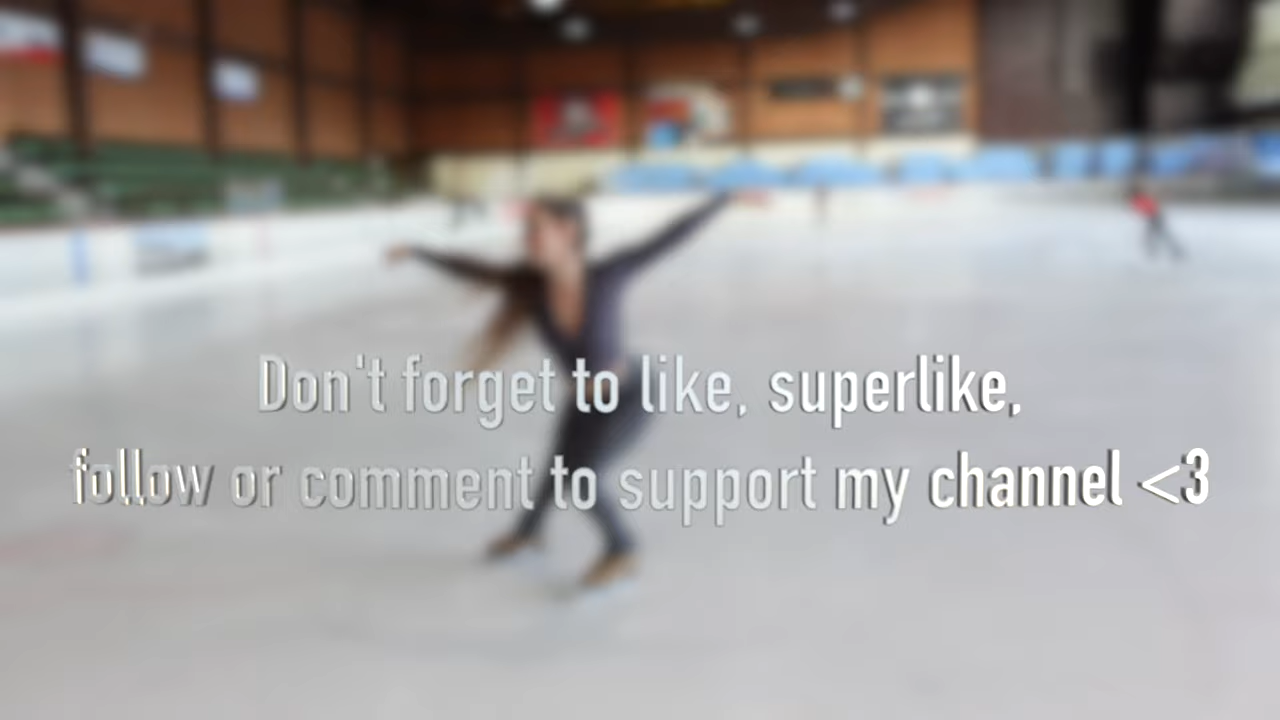 Don't forget to like, superlike,
follow or comment to support my channel <3